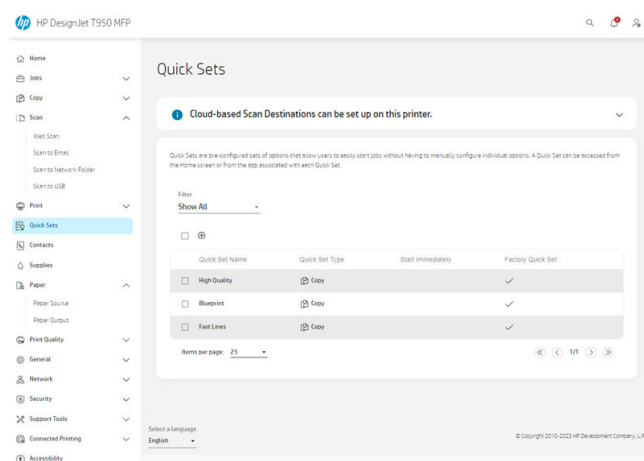 hp HP DesignJet T950 MFP
Home
Jobs
Copy
Scan
Web Scan
Scan to Email
Scan to Network Folder
Scan to USB
Print
Quick Sets
Contacts
Supplies
Paper
Paper Source
Paper Output
Print Quality
General
Network
Security
Support Tools
Connected Printing
Accessibility
Quick Sets
Cloud-based Scan Destinations can be set up on this printer.
Quick Sets are pre-configured sets of options that allow users to easily start jobs without having to manually configure individual options. A Quick Set can be accessed from
the Home screen or from the app associated with each Quick Set.
Filter
Show All
Quick Set Name Quick Set Type Start Immediately Factory Quick Set
High Quality Copy
Blueprint Copy
Fast Lines Copy
Items per page: 25 1/1
Select a language
English
© Copyright 2010-2023 HP Development Company, L.P.